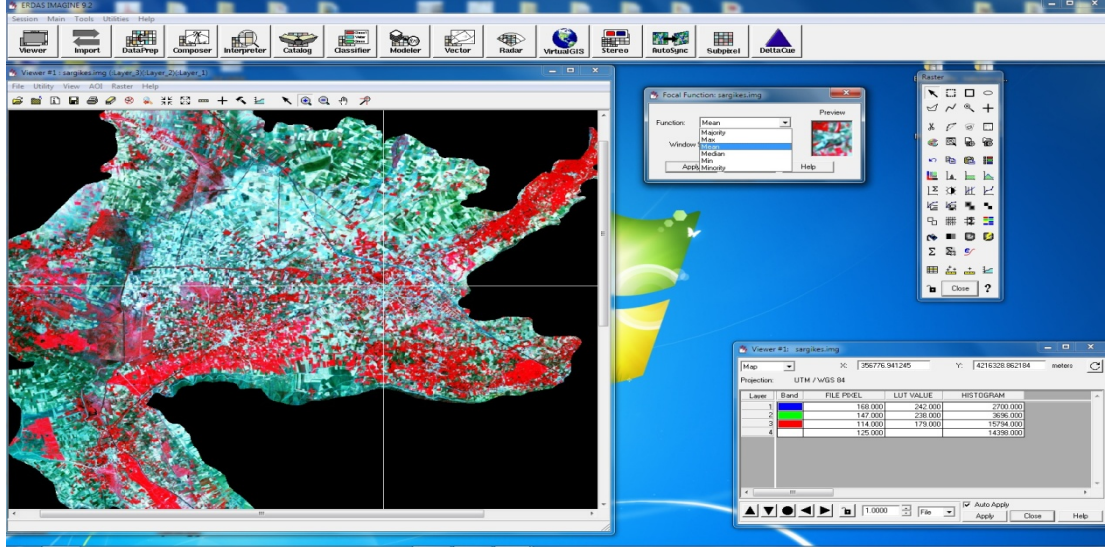 ERDAS IMAGINE 9.2
Session Main Tools Utilities Help
Viewer Import DataPrep Composer Interpreter Catalog Classifier Modeler Vector Radar VirtualGIS Stereo AutoSync Subpixel DeltaCue
Viewer #1 : sargikes.img (:Layer_3)(:Layer_2)(:Layer_1)
File Utility View AOI Raster Help
Focal Function: sargikes.img
Function: Mean
Preview
Majority
Max
Mean
Median
Min
Minority
Window S
Apply
Help
Raster
Close ?
Viewer #1: sargikes.img
Map X: 356776.941245 Y: 4216328.862184 meters
Projection: UTM / WGS 84
Layer Band FILE PIXEL LUT VALUE HISTOGRAM
1 168.000 242.000 2700.000
2 147.000 238.000 3696.000
3 114.000 179.000 15794.000
4 125.000 14398.000
1.0000 File Auto Apply
Apply Close Help